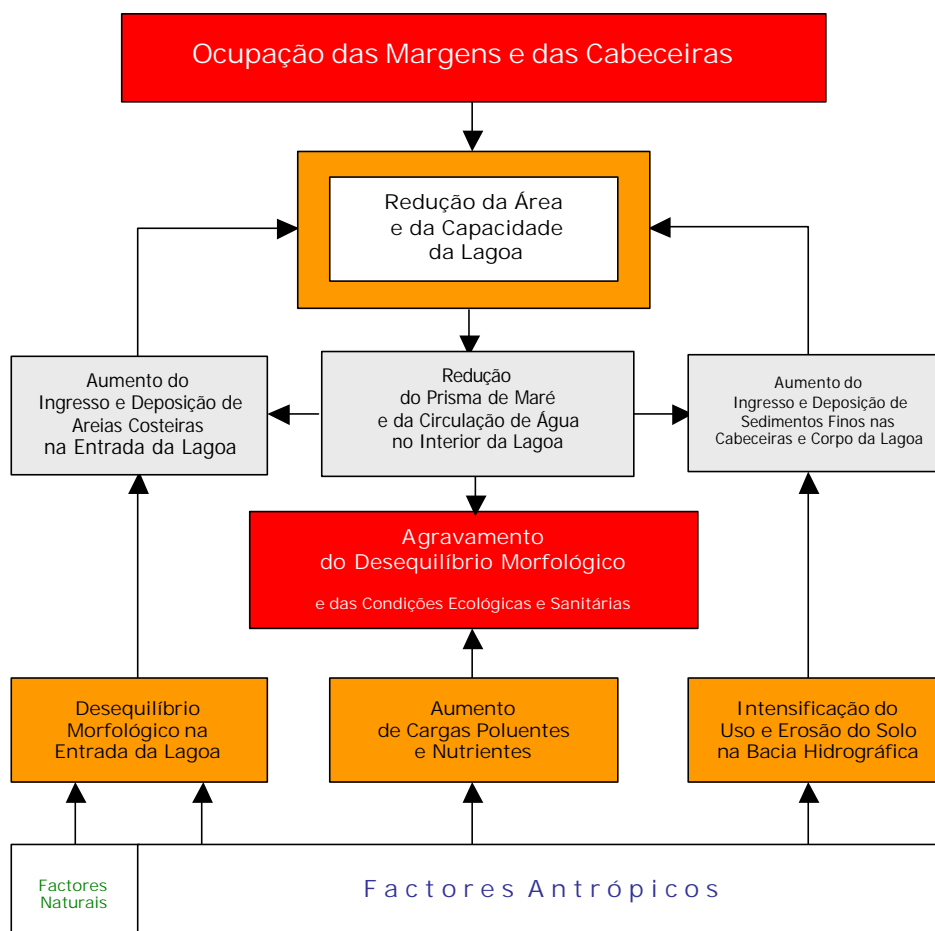 Ocupação das Margens e das Cabeceiras
Redução da Área
e da Capacidade
da Lagoa
Aumento do
Ingresso e Deposição de
Areias Costeiras
na Entrada da Lagoa
Redução
do Prisma de Maré
e da Circulação de Água
no Interior da Lagoa
Aumento do
Ingresso e Deposição de
Sedimentos Finos nas
Cabeceiras e Corpo da Lagoa
Agravamento
do Desequilíbrio Morfológico
e das Condições Ecológicas e Sanitárias
Desequilíbrio
Morfológico na
Entrada da Lagoa
Aumento
de Cargas Poluentes
e Nutrientes
Intensificação do
Uso e Erosão do Solo
na Bacia Hidrográfica
Factores
Naturais
Factores Antrópicos